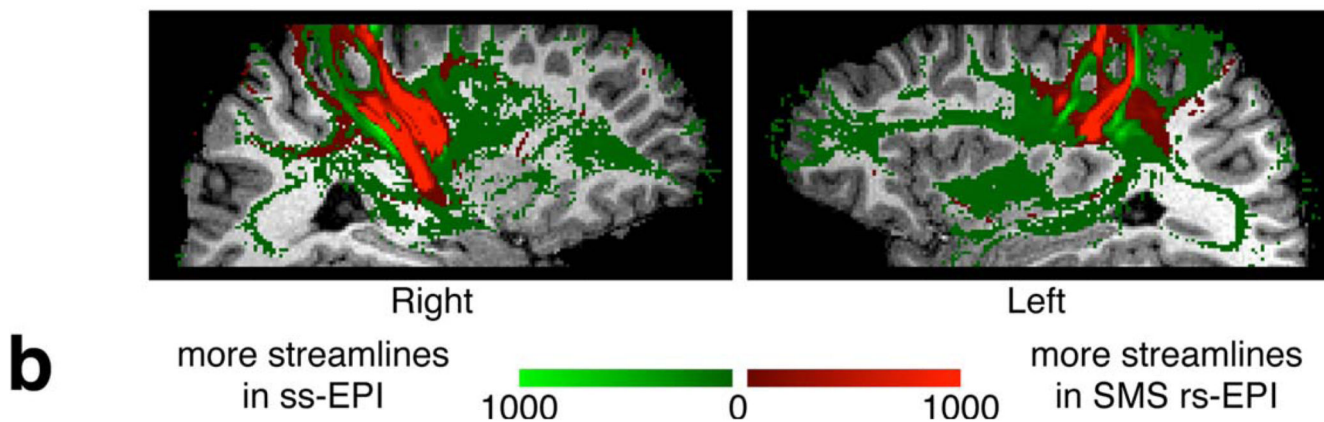 Right
Left
b
more streamlines
in ss-EPI
more streamlines
in SMS rs-EPI
1000
0
1000